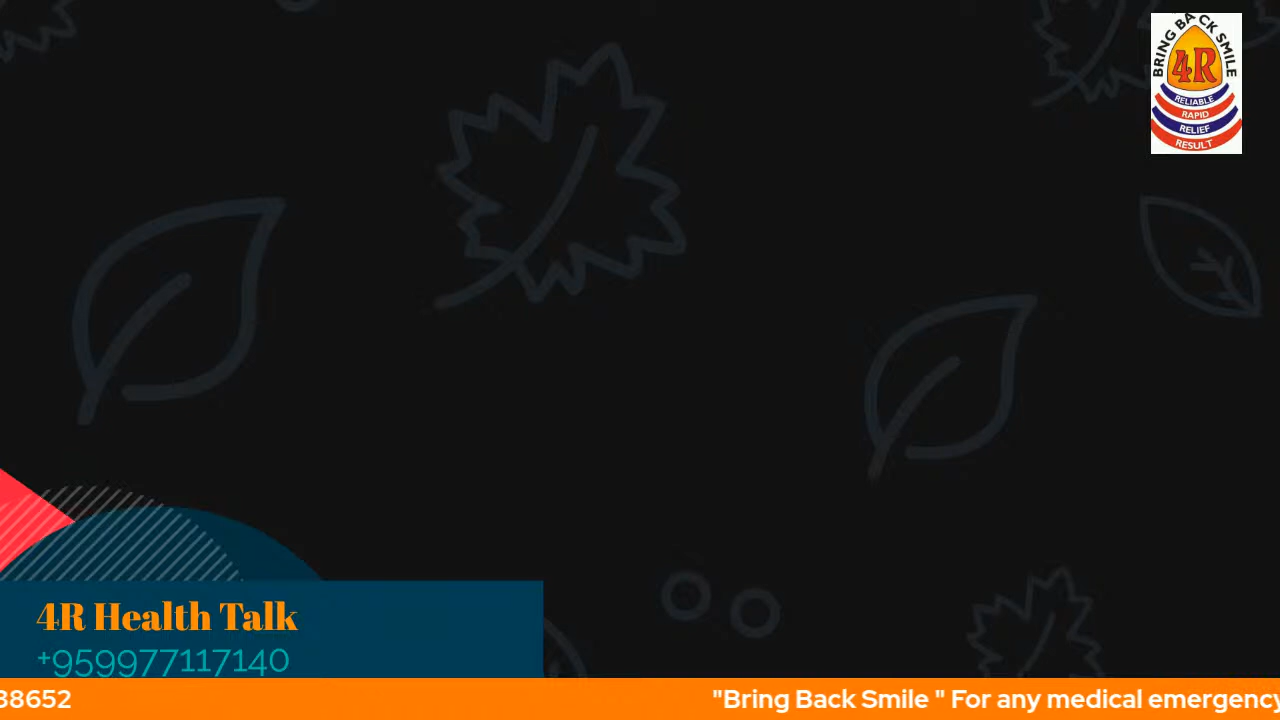 BRING BACK SMILE
4R
RELIABLE
RAPID
RELIEF
RESULT
4R Health Talk
+959977117140
38652 "Bring Back Smile " For any medical emergency